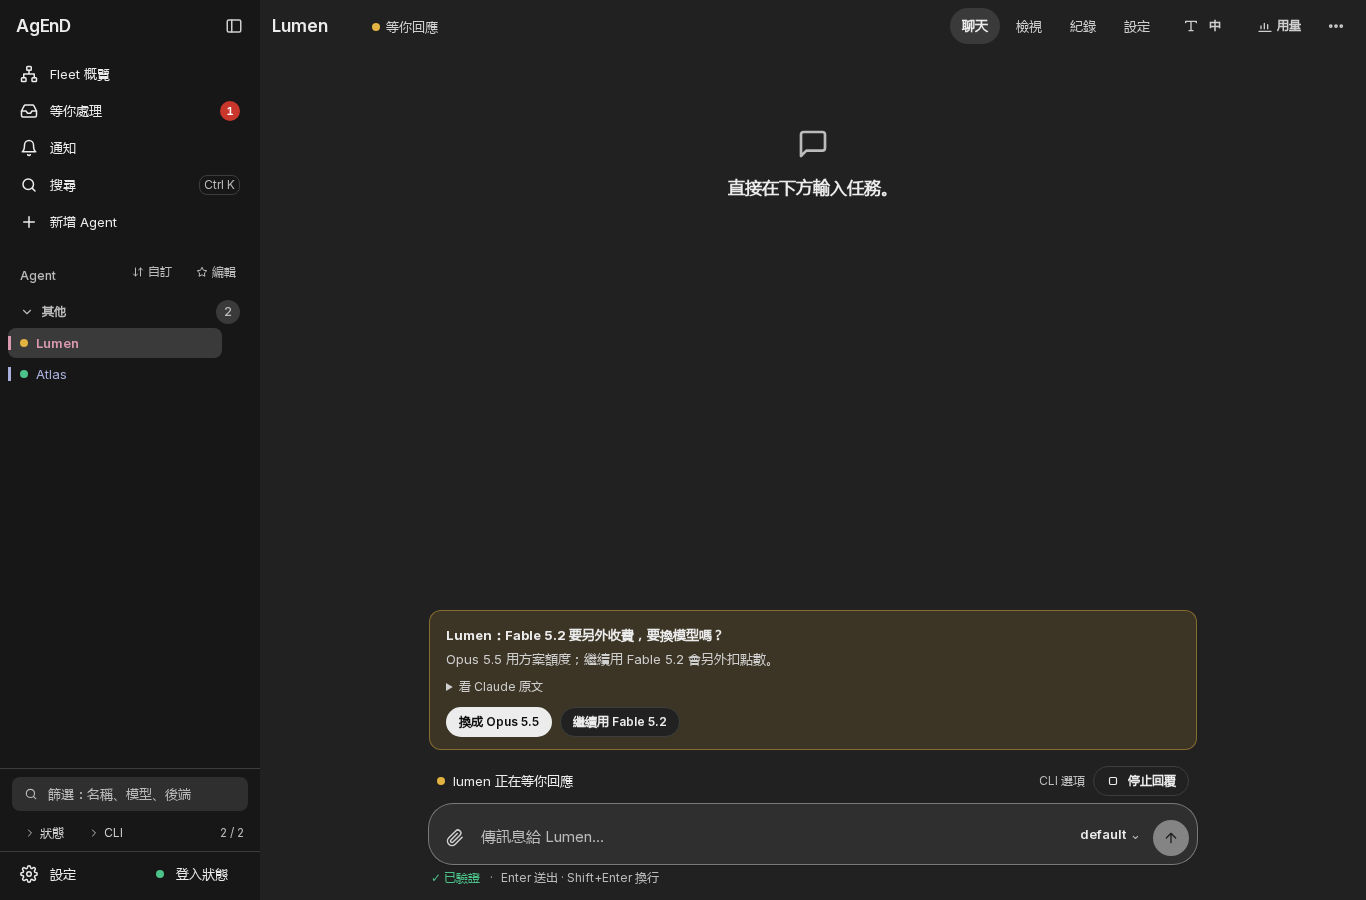 AgEnD
Fleet 概覽
等你處理
1
通知
搜尋
Ctrl K
新增 Agent
Agent
自訂
編輯
其他
2
Lumen
Atlas
篩選：名稱、模型、後端
狀態
CLI
2 / 2
設定
登入狀態
Lumen
等你回應
聊天
檢視
紀錄
設定
中
用量
直接在下方輸入任務。
Lumen：Fable 5.2 要另外收費，要換模型嗎？
Opus 5.5 用方案額度；繼續用 Fable 5.2 會另外扣點數。
看 Claude 原文
換成 Opus 5.5
繼續用 Fable 5.2
lumen 正在等你回應
CLI 選項
停止回覆
傳訊息給 Lumen...
default
✓ 已驗證 · Enter 送出 · Shift+Enter 換行